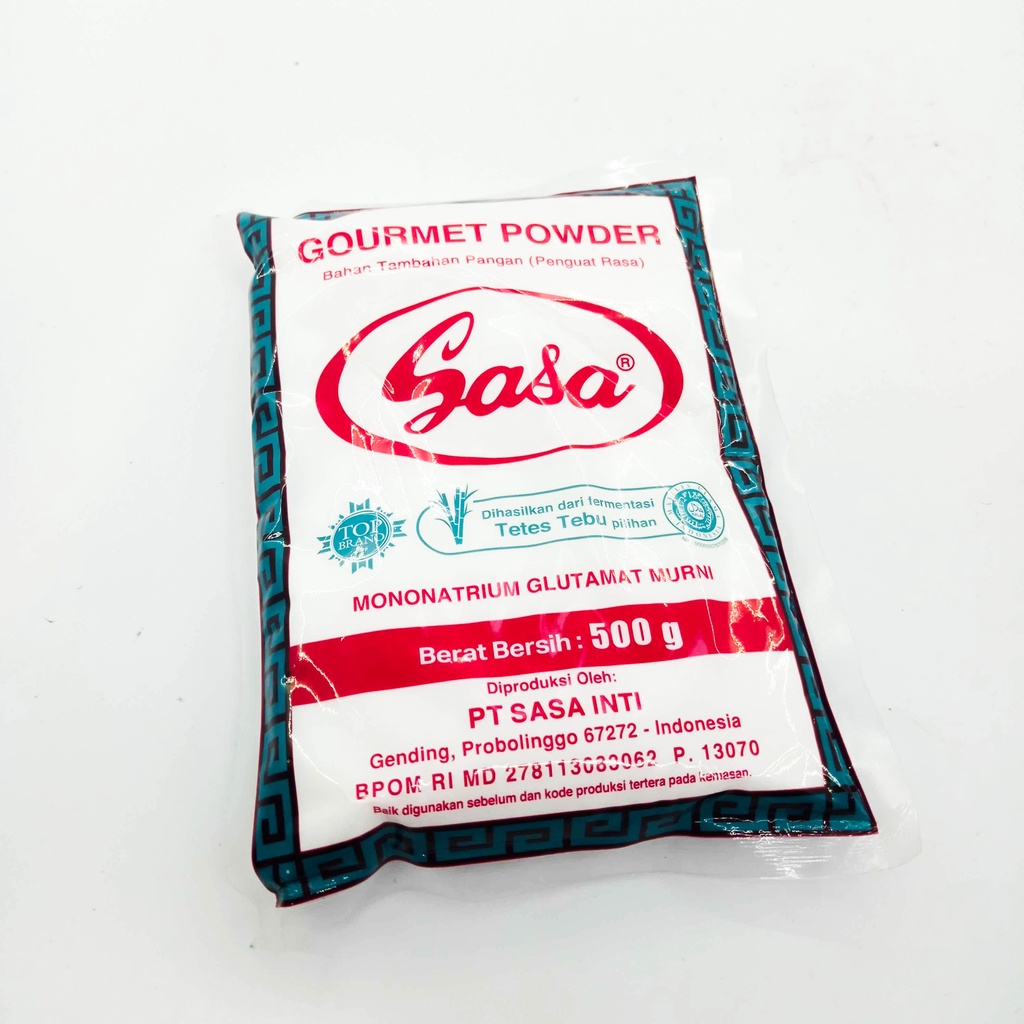 GOURMET POWDER
Bahan Tambahan Pangan (Penguat Rasa)
Sasa®
TOP
BRAND
Dihasilkan dari fermentasi
Tetes Tebu pilihan
MONONATRIUM GLUTAMAT MURNI
Berat Bersih : 500 g
Diproduksi Oleh:
PT SASA INTI
Gending, Probolinggo 67272 - Indonesia
BPOM RI MD 278113083062 P. 13070
Baik digunakan sebelum dan kode produksi tertera pada kemasan.